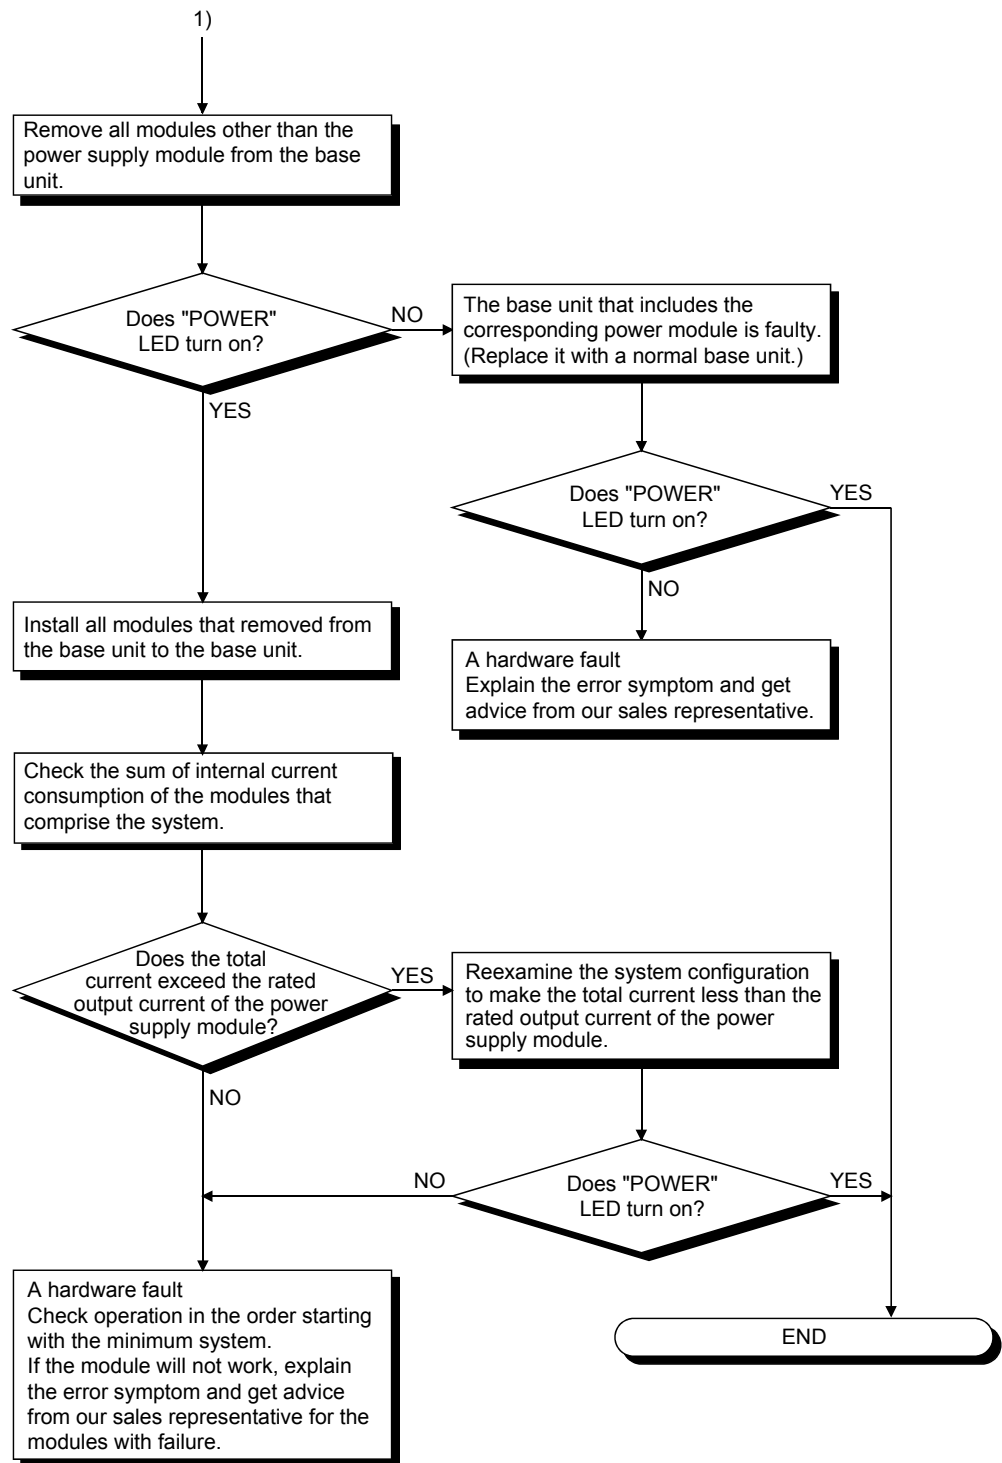 1)
Remove all modules other than the
power supply module from the base
unit.
Does "POWER"
LED turn on?
NO
The base unit that includes the
corresponding power module is faulty.
(Replace it with a normal base unit.)
YES
Does "POWER"
LED turn on?
YES
NO
Install all modules that removed from
the base unit to the base unit.
A hardware fault
Explain the error symptom and get
advice from our sales representative.
Check the sum of internal current
consumption of the modules that
comprise the system.
Does the total
current exceed the rated
output current of the power
supply module?
YES
Reexamine the system configuration
to make the total current less than the
rated output current of the power
supply module.
NO
Does "POWER"
LED turn on?
NO
YES
A hardware fault
Check operation in the order starting
with the minimum system.
If the module will not work, explain
the error symptom and get advice
from our sales representative for the
modules with failure.
END